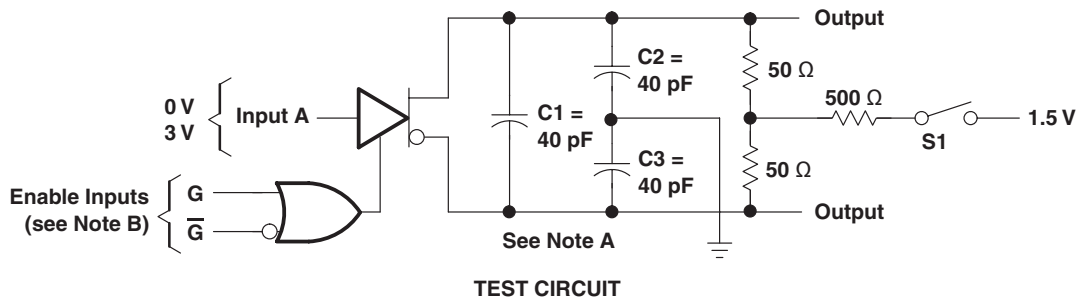 Output
C2 =
40 pF
50 Ω
500 Ω
0 V
3 V
Input A
C1 =
40 pF
1.5 V
S1
C3 =
40 pF
50 Ω
Enable Inputs
(see Note B)
G
G̅
Output
See Note A
TEST CIRCUIT